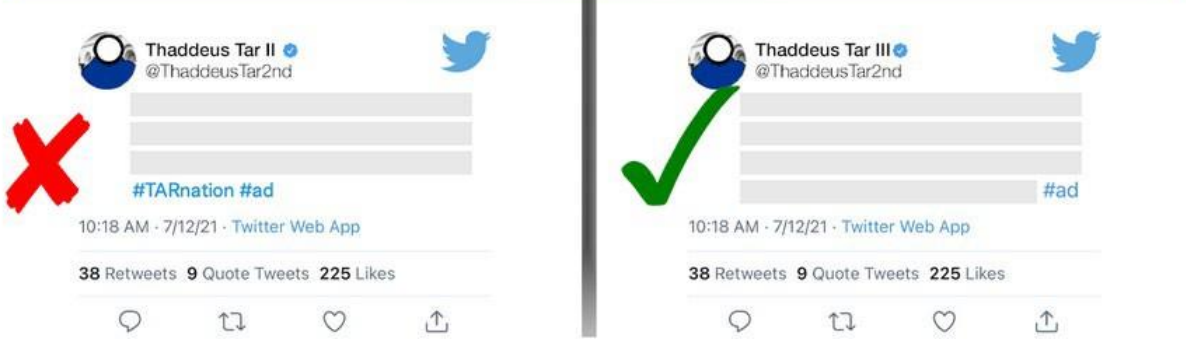 Thaddeus Tar II
@ThaddeusTar2nd
#TARnation #ad
10:18 AM · 7/12/21 · Twitter Web App
38 Retweets 9 Quote Tweets 225 Likes
Thaddeus Tar III
@ThaddeusTar2nd
#ad
10:18 AM · 7/12/21 · Twitter Web App
38 Retweets 9 Quote Tweets 225 Likes